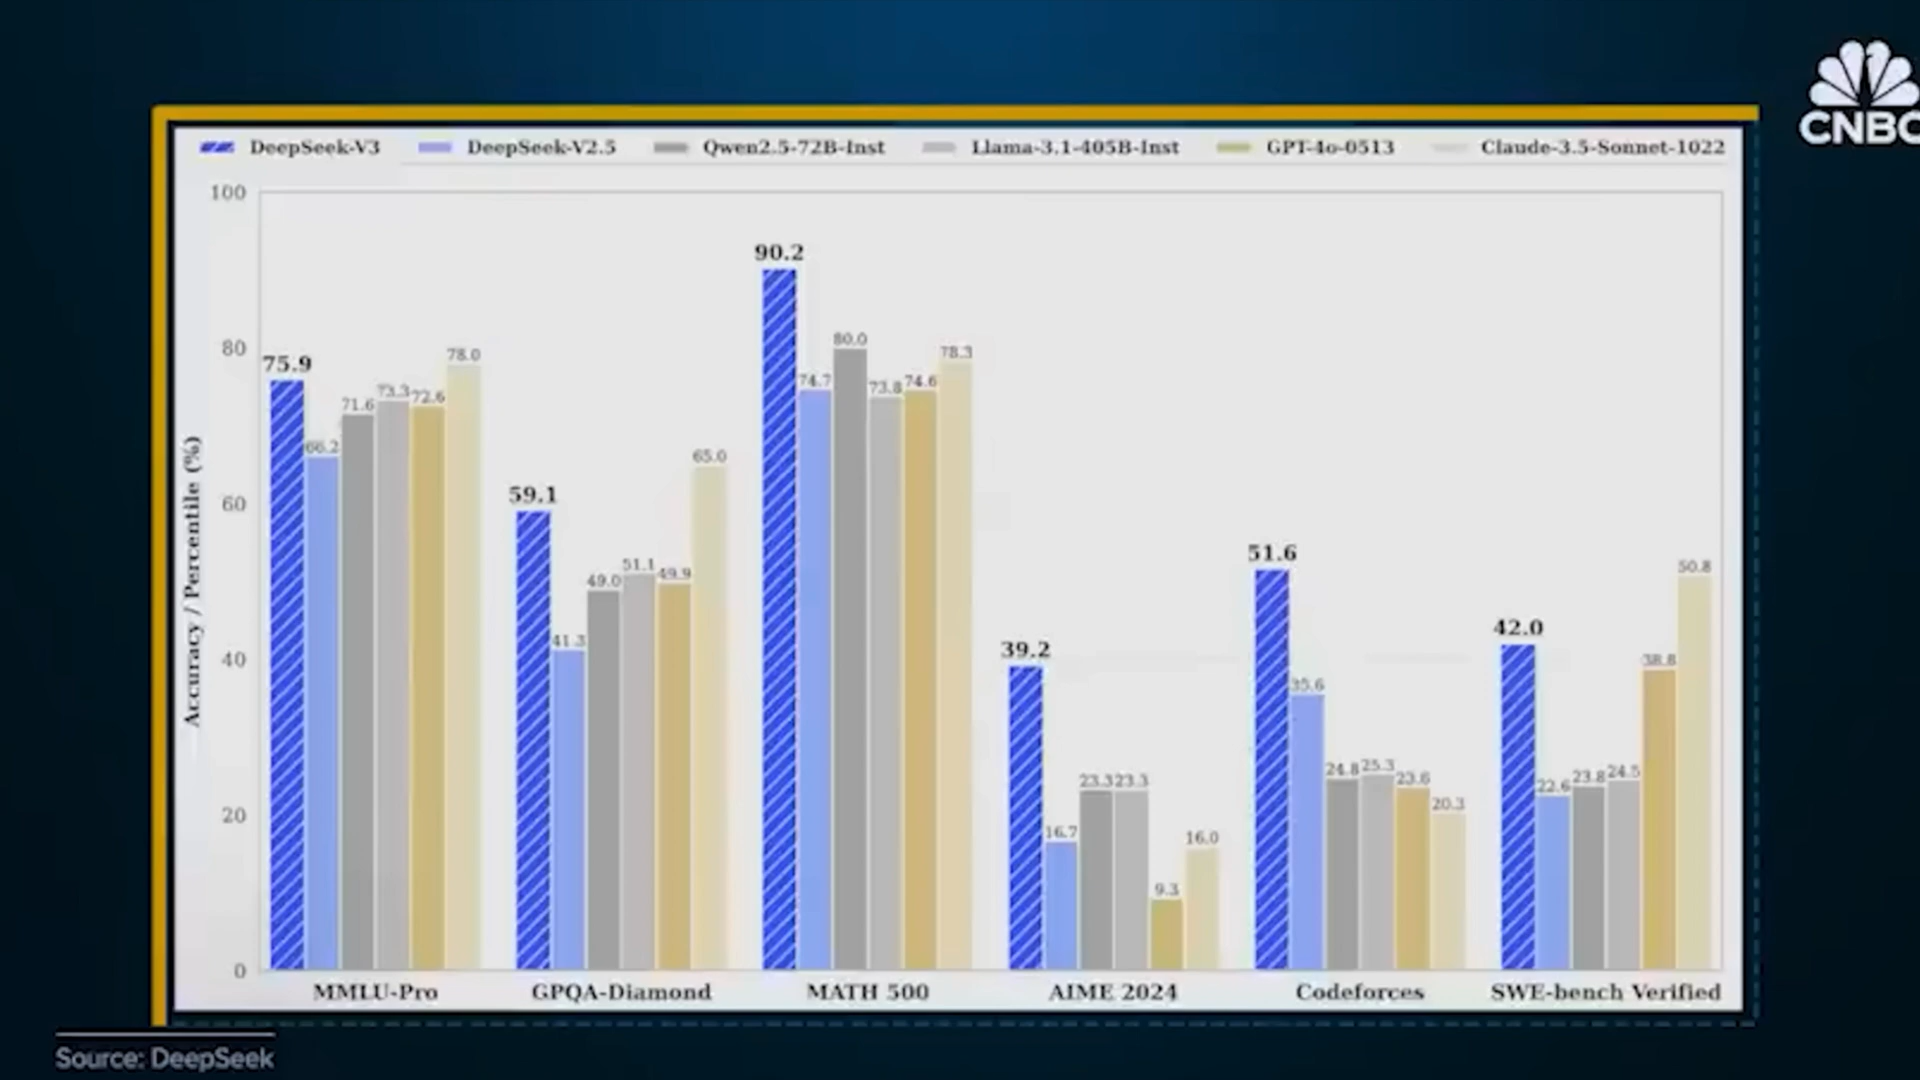 CNBC
DeepSeek-V3 DeepSeek-V2.5 Qwen2.5-72B-Inst Llama-3.1-405B-Inst GPT-4o-0513 Claude-3.5-Sonnet-1022
Accuracy / Percentile (%)
100
80
60
40
20
0
75.9 66.2 71.6 73.3 72.6 78.0
59.1 41.3 49.0 51.1 49.9 65.0
90.2 74.7 80.0 73.8 74.6 78.3
39.2 16.7 23.3 23.3 9.3 16.0
51.6 35.6 24.8 25.3 23.6 20.3
42.0 22.6 23.8 24.5 38.8 50.8
MMLU-Pro GPQA-Diamond MATH 500 AIME 2024 Codeforces SWE-bench Verified
Source: DeepSeek